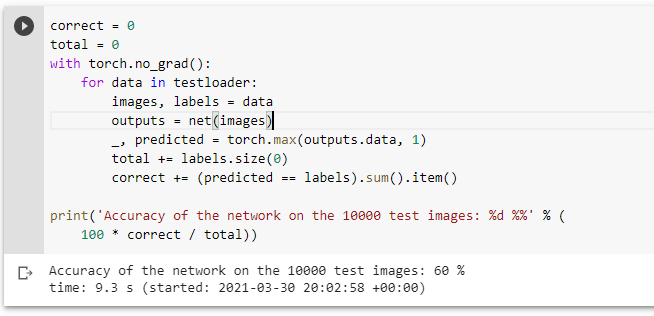 correct = 0
total = 0
with torch.no_grad():
    for data in testloader:
        images, labels = data
        outputs = net(images)
        _, predicted = torch.max(outputs.data, 1)
        total += labels.size(0)
        correct += (predicted == labels).sum().item()

print('Accuracy of the network on the 10000 test images: %d %%' % (
    100 * correct / total))
Accuracy of the network on the 10000 test images: 60 %
time: 9.3 s (started: 2021-03-30 20:02:58 +00:00)